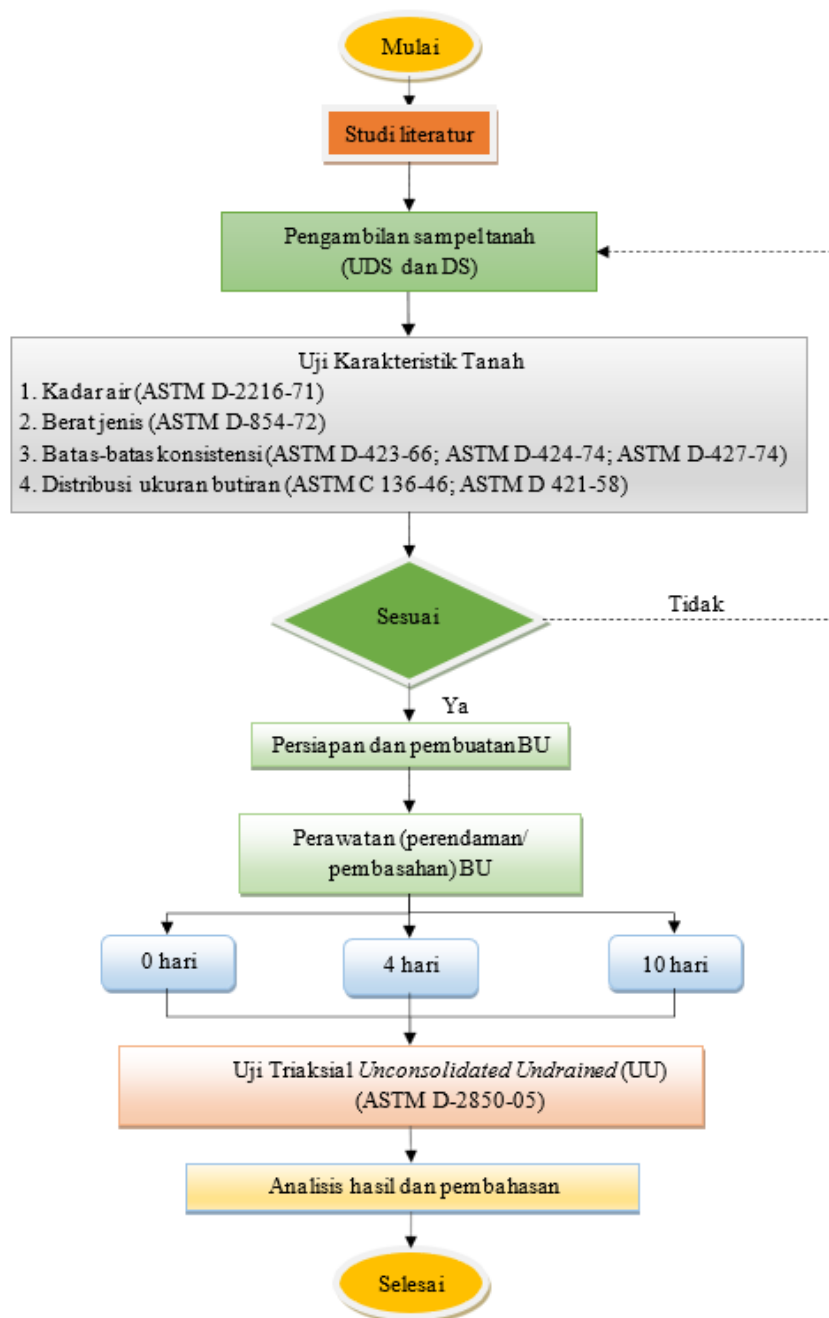 Mulai
Studi literatur
Pengambilan sampel tanah
(UDS dan DS)
Uji Karakteristik Tanah
1. Kadar air (ASTM D-2216-71)
2. Berat jenis (ASTM D-854-72)
3. Batas-batas konsistensi (ASTM D-423-66; ASTM D-424-74; ASTM D-427-74)
4. Distribusi ukuran butiran (ASTM C 136-46; ASTM D 421-58)
Sesuai
Tidak
Ya
Persiapan dan pembuatan BU
Perawatan (perendaman/
pembasahan) BU
0 hari
4 hari
10 hari
Uji Triaksial Unconsolidated Undrained (UU)
(ASTM D-2850-05)
Analisis hasil dan pembahasan
Selesai